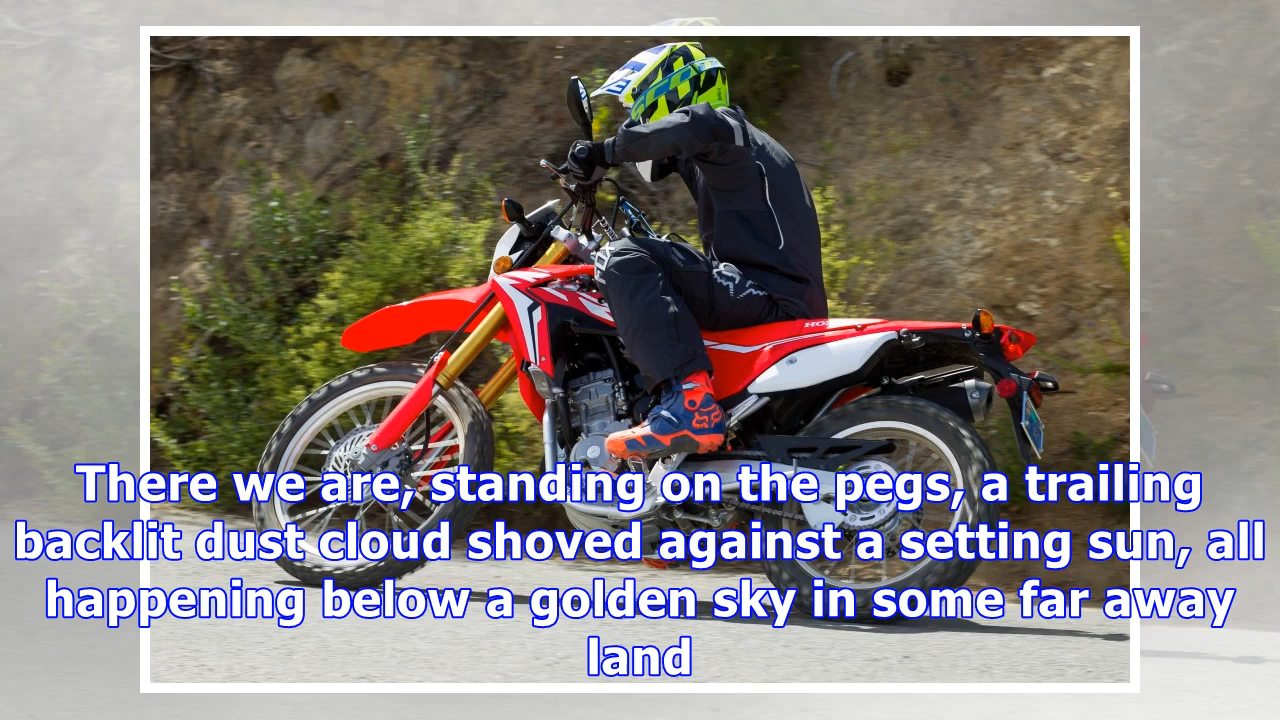 HON
There we are, standing on the pegs, a trailing
backlit dust cloud shoved against a setting sun, all
happening below a golden sky in some far away
land